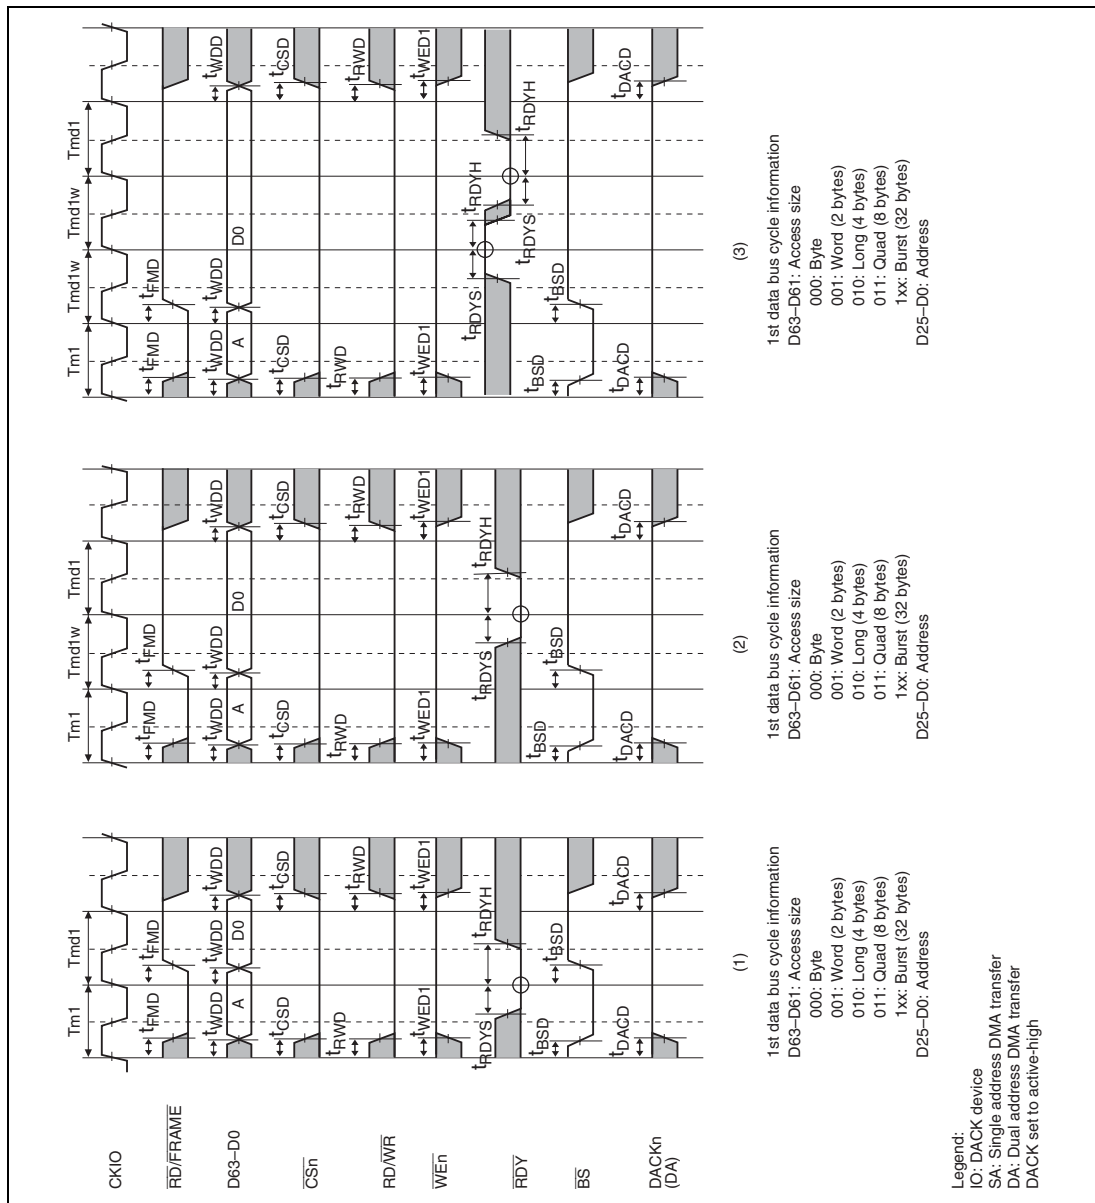 Tm1 Tmd1 Tm1 Tmd1w Tmd1 Tm1 Tmd1w Tmd1w Tmd1
CKIO
tFMD tFMD tFMD tFMD tFMD tFMD
RD/FRAME
tWDD tWDD tWDD tWDD tWDD tWDD tWDD tWDD tWDD
D63–D0 A D0 A D0 A D0
tCSD tCSD tCSD tCSD tCSD tCSD
CSn
tRWD tRWD tRWD tRWD tRWD tRWD
RD/WR
tWED1 tWED1 tWED1 tWED1 tWED1 tWED1
WEn
tRDYS tRDYH tRDYS tRDYH tRDYS tRDYH tRDYS tRDYH
RDY
tBSD tBSD tBSD tBSD tBSD tBSD
BS
tDACD tDACD tDACD tDACD tDACD tDACD
DACKn
(DA)
(1)
1st data bus cycle information
D63–D61: Access size
000: Byte
001: Word (2 bytes)
010: Long (4 bytes)
011: Quad (8 bytes)
1xx: Burst (32 bytes)
D25–D0: Address
(2)
1st data bus cycle information
D63–D61: Access size
000: Byte
001: Word (2 bytes)
010: Long (4 bytes)
011: Quad (8 bytes)
1xx: Burst (32 bytes)
D25–D0: Address
(3)
1st data bus cycle information
D63–D61: Access size
000: Byte
001: Word (2 bytes)
010: Long (4 bytes)
011: Quad (8 bytes)
1xx: Burst (32 bytes)
D25–D0: Address
Legend:
IO: DACK device
SA: Single address DMA transfer
DA: Dual address DMA transfer
DACK set to active-high